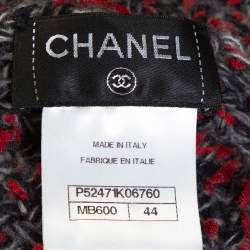 CHANEL
MADE IN ITALY
FABRIQUE EN ITALIE
P52471K06760
MB600 44